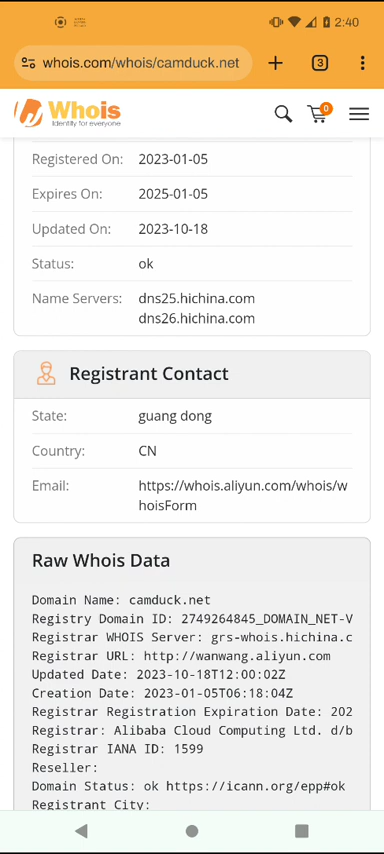 2:40
whois.com/whois/camduck.net
3
Whois
Identity for everyone
0
Registered On: 2023-01-05
Expires On: 2025-01-05
Updated On: 2023-10-18
Status: ok
Name Servers: dns25.hichina.com
dns26.hichina.com
Registrant Contact
State: guang dong
Country: CN
Email: https://whois.aliyun.com/whois/w
hoisForm
Raw Whois Data
Domain Name: camduck.net
Registry Domain ID: 2749264845_DOMAIN_NET-V
Registrar WHOIS Server: grs-whois.hichina.c
Registrar URL: http://wanwang.aliyun.com
Updated Date: 2023-10-18T12:00:02Z
Creation Date: 2023-01-05T06:18:04Z
Registrar Registration Expiration Date: 202
Registrar: Alibaba Cloud Computing Ltd. d/b
Registrar IANA ID: 1599
Reseller:
Domain Status: ok https://icann.org/epp#ok
Registrant City: